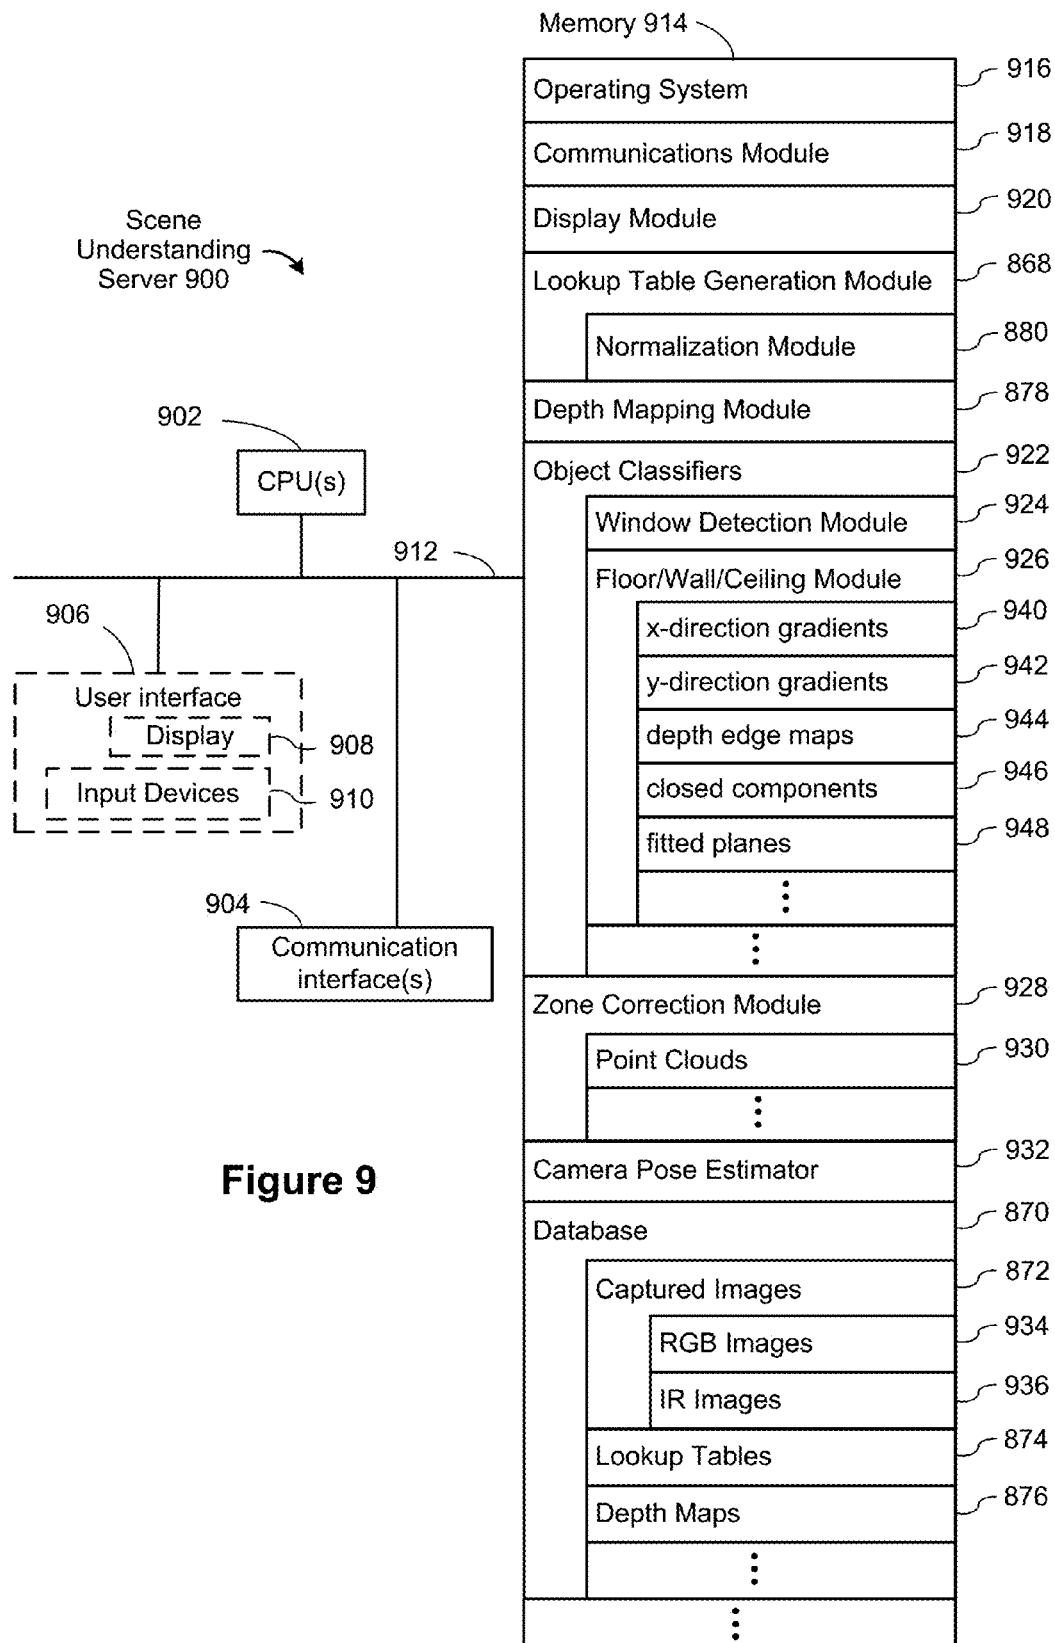 Memory 914
Operating System
916
Communications Module
918
Display Module
920
Scene
Understanding
Server 900
Lookup Table Generation Module
868
Normalization Module
880
Depth Mapping Module
878
902
CPU(s)
Object Classifiers
922
Window Detection Module
924
912
Floor/Wall/Ceiling Module
926
x-direction gradients
940
y-direction gradients
942
depth edge maps
944
closed components
946
fitted planes
948
906
User interface
Display
908
Input Devices
910
904
Communication
interface(s)
Zone Correction Module
928
Point Clouds
930
Camera Pose Estimator
932
Figure 9
Database
870
Captured Images
872
RGB Images
934
IR Images
936
Lookup Tables
874
Depth Maps
876